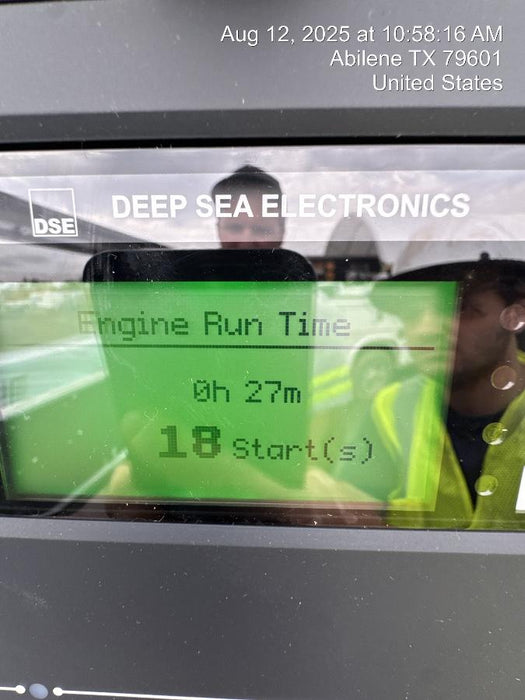 Aug 12, 2025 at 10:58:16 AM
Abilene TX 79601
United States
DSE
DEEP SEA ELECTRONICS
Engine Run Time
0h 27m
18 Start(s)